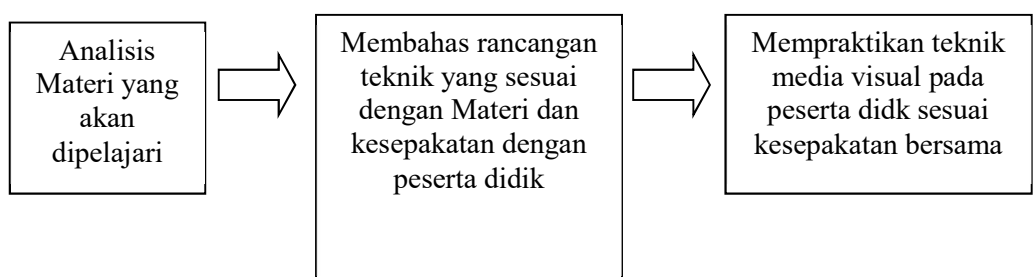 Analisis
Materi yang
akan
dipelajari
Membahas rancangan
teknik yang sesuai
dengan Materi dan
kesepakatan dengan
peserta didik
Mempraktikan teknik
media visual pada
peserta didk sesuai
kesepakatan bersama